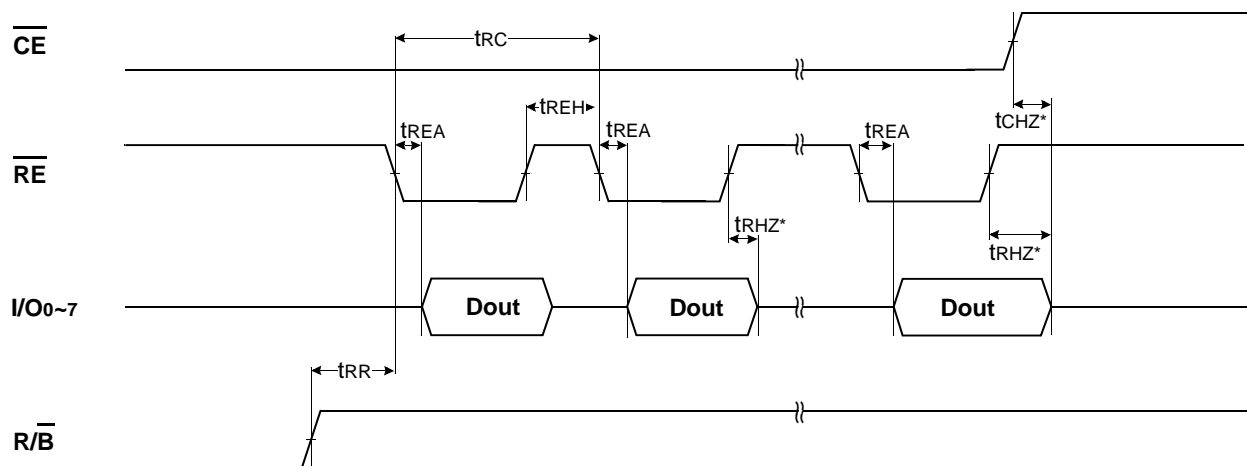 CE
tRC
tREH
tCHZ*
tREA
tREA
tREA
RE
tRHZ*
tRHZ*
I/O0~7
Dout
Dout
Dout
tRR
R/B